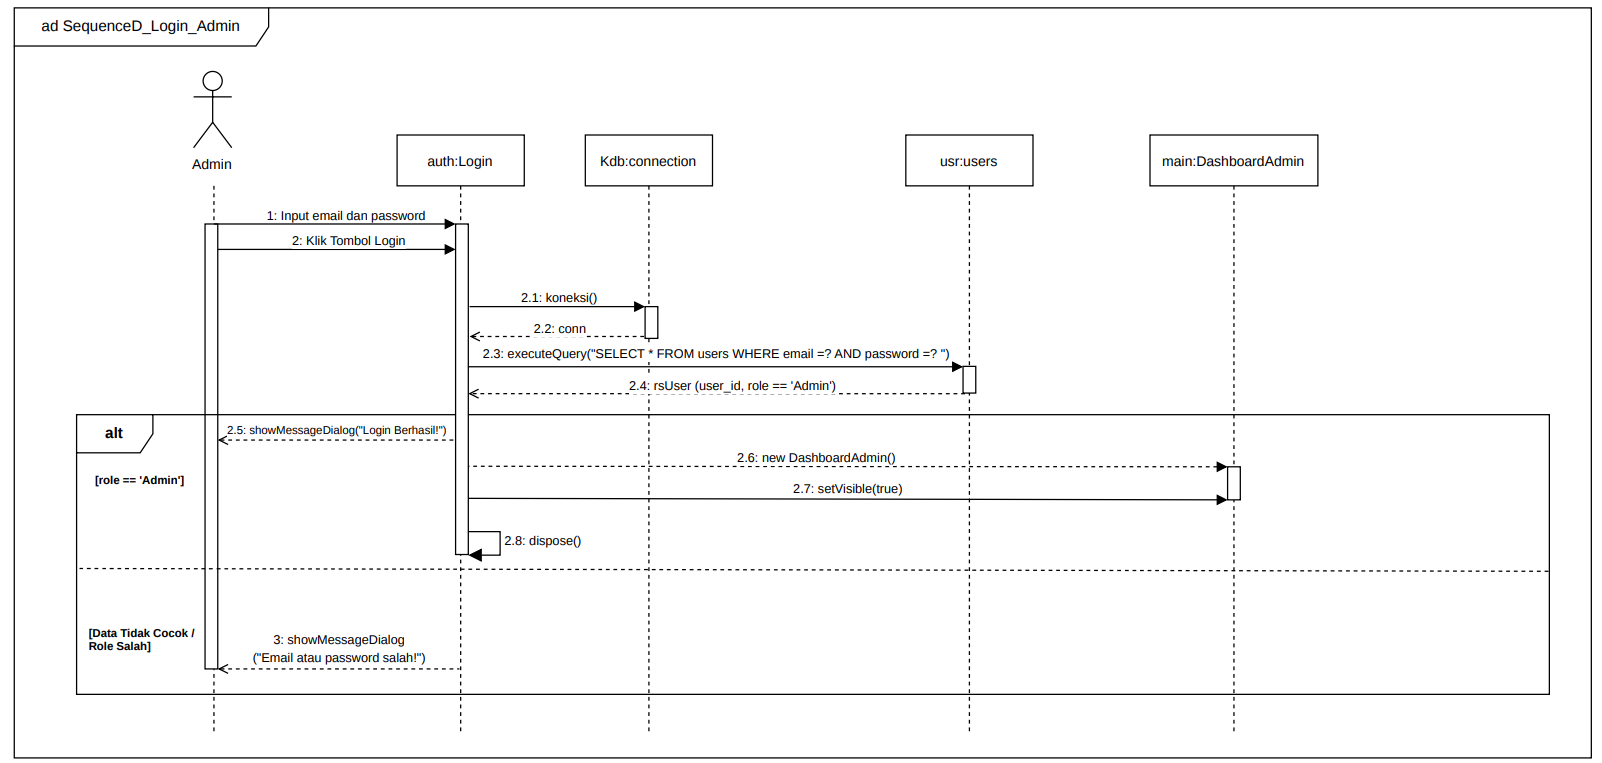 ad SequenceD_Login_Admin
Admin
auth:Login
Kdb:connection
usr:users
main:DashboardAdmin
1: Input email dan password
2: Klik Tombol Login
2.1: koneksi()
2.2: conn
2.3: executeQuery("SELECT * FROM users WHERE email =? AND password =? ")
2.4: rsUser (user_id, role == 'Admin')
alt
2.5: showMessageDialog("Login Berhasil!")
2.6: new DashboardAdmin()
[role == 'Admin']
2.7: setVisible(true)
2.8: dispose()
[Data Tidak Cocok /
Role Salah]
3: showMessageDialog
("Email atau password salah!")